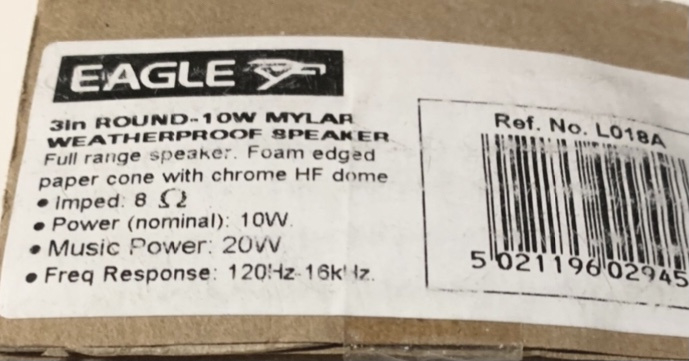 EAGLE
3in ROUND-10W MYLAR
WEATHERPROOF SPEAKER
Full range speaker. Foam edged
paper cone with chrome HF dome
• Imped: 8 Ω
• Power (nominal): 10W
• Music Power: 20W
• Freq Response: 120Hz-16kHz.
Ref. No. L018A
5 021196 02945